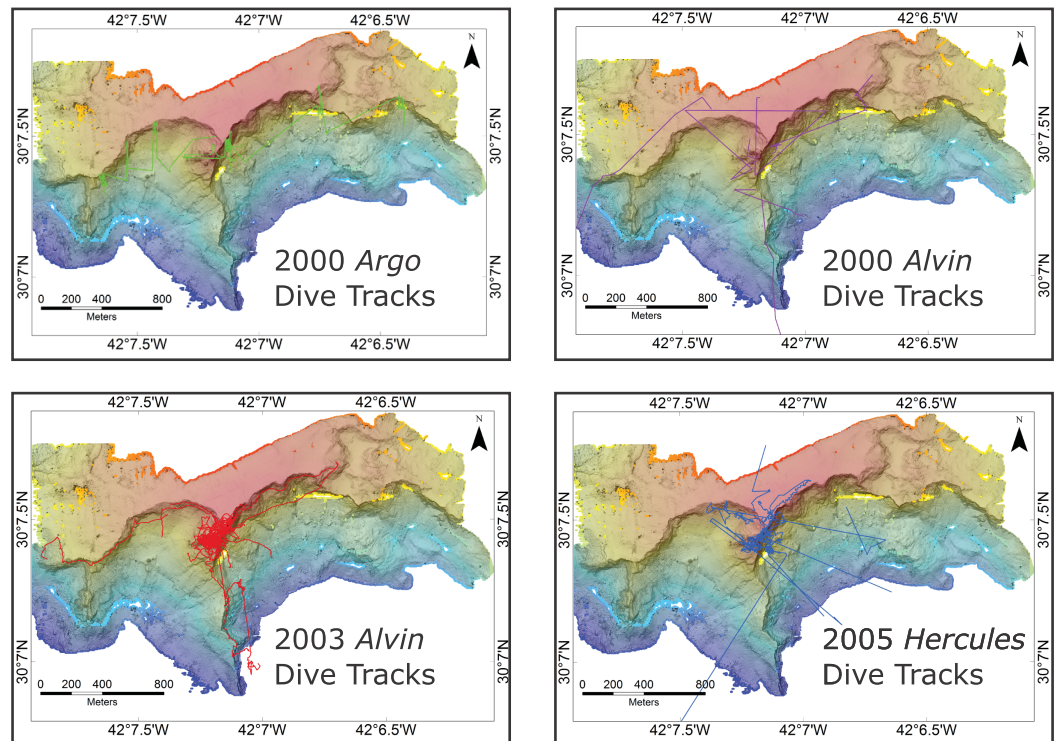 42°7.5'W 42°7'W 42°6.5'W
N
30°7.5'N 30°7.5'N
30°7'N 30°7'N
2000 Argo
Dive Tracks
0 200 400 800
Meters
42°7.5'W 42°7'W 42°6.5'W
42°7.5'W 42°7'W 42°6.5'W
N
30°7.5'N 30°7.5'N
30°7'N 30°7'N
2000 Alvin
Dive Tracks
0 200 400 800
Meters
42°7.5'W 42°7'W 42°6.5'W
42°7.5'W 42°7'W 42°6.5'W
N
30°7.5'N 30°7.5'N
30°7'N 30°7'N
2003 Alvin
Dive Tracks
0 200 400 800
Meters
42°7.5'W 42°7'W 42°6.5'W
42°7.5'W 42°7'W 42°6.5'W
N
30°7.5'N 30°7.5'N
30°7'N 30°7'N
2005 Hercules
Dive Tracks
0 200 400 800
Meters
42°7.5'W 42°7'W 42°6.5'W